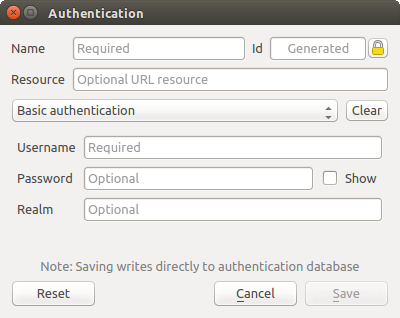 Authentication
Name Required Id Generated
Resource Optional URL resource
Basic authentication Clear
Username Required
Password Optional Show
Realm Optional
Note: Saving writes directly to authentication database
Reset Cancel Save